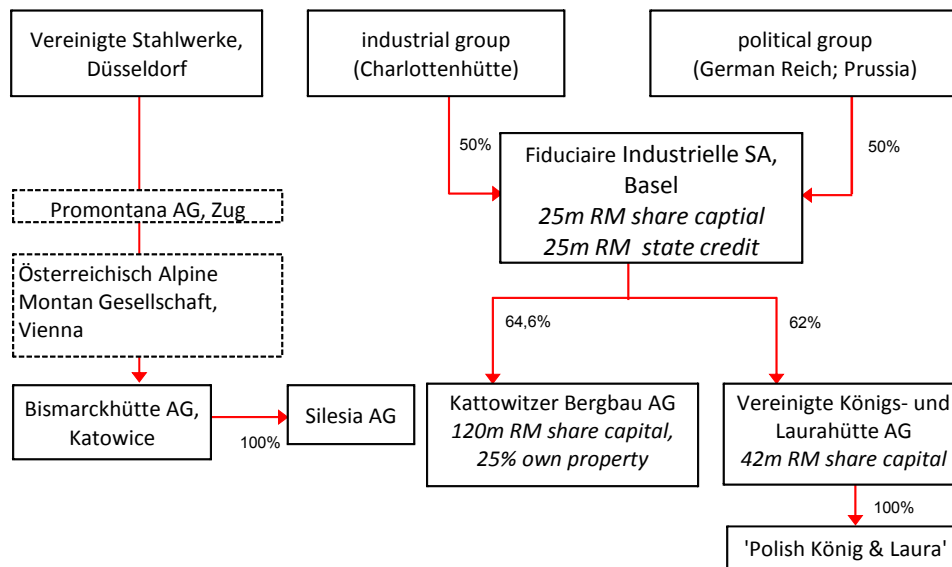 Vereinigte Stahlwerke,
Düsseldorf
industrial group
(Charlottenhütte)
political group
(German Reich; Prussia)
50%
50%
Fiduciaire Industrielle SA,
Basel
25m RM share captial
25m RM state credit
Promontana AG, Zug
Österreichisch Alpine
Montan Gesellschaft,
Vienna
64,6%
62%
Bismarckhütte AG,
Katowice
100%
Silesia AG
Kattowitzer Bergbau AG
120m RM share capital,
25% own property
Vereinigte Königs- und
Laurahütte AG
42m RM share capital
100%
'Polish König & Laura'